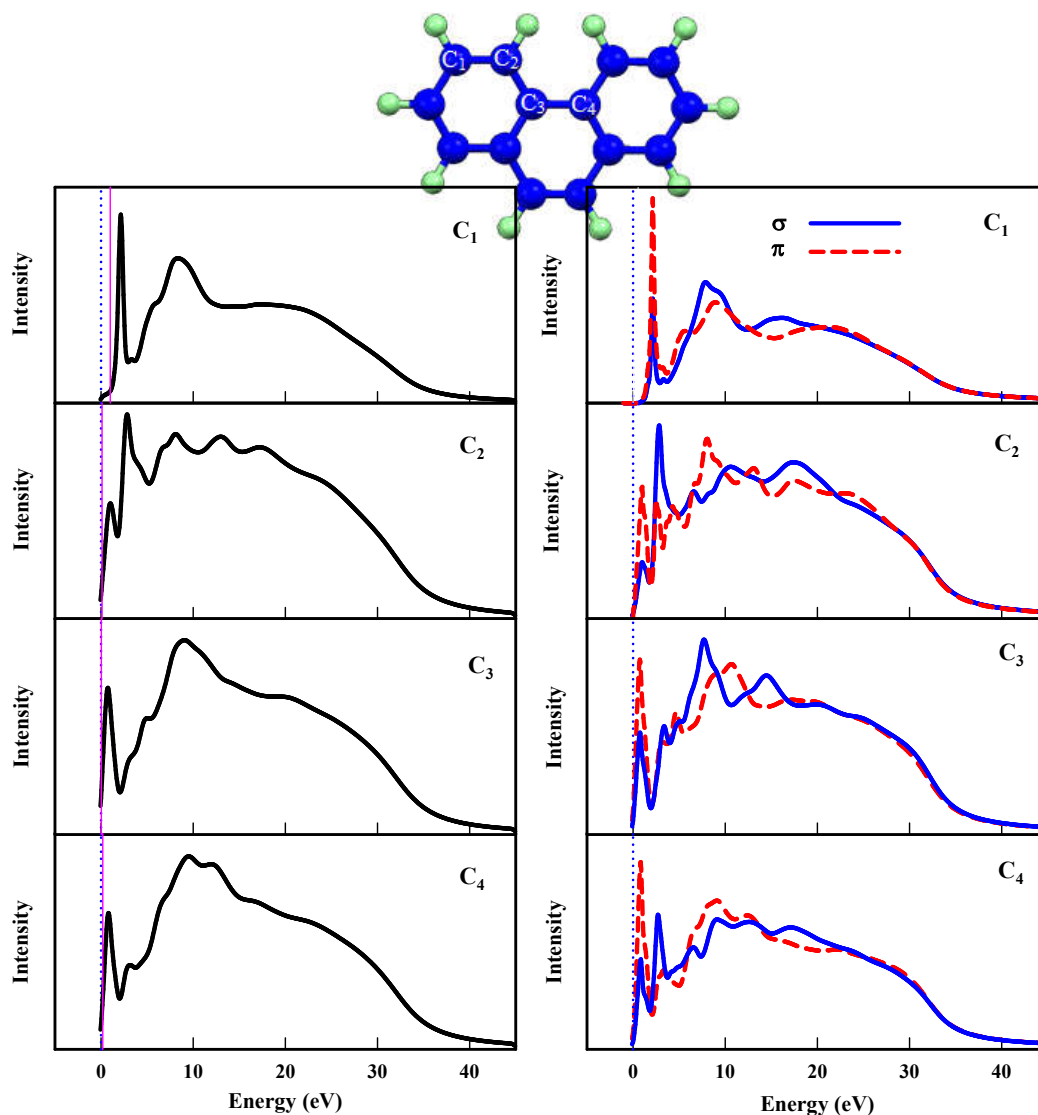 C₁ C₂
C₃ C₄
Intensity
C₁
Intensity
σ
π
C₁
Intensity
C₂
Intensity
C₂
Intensity
C₃
Intensity
C₃
Intensity
C₄
Intensity
C₄
0 10 20 30 40
Energy (eV)
0 10 20 30 40
Energy (eV)